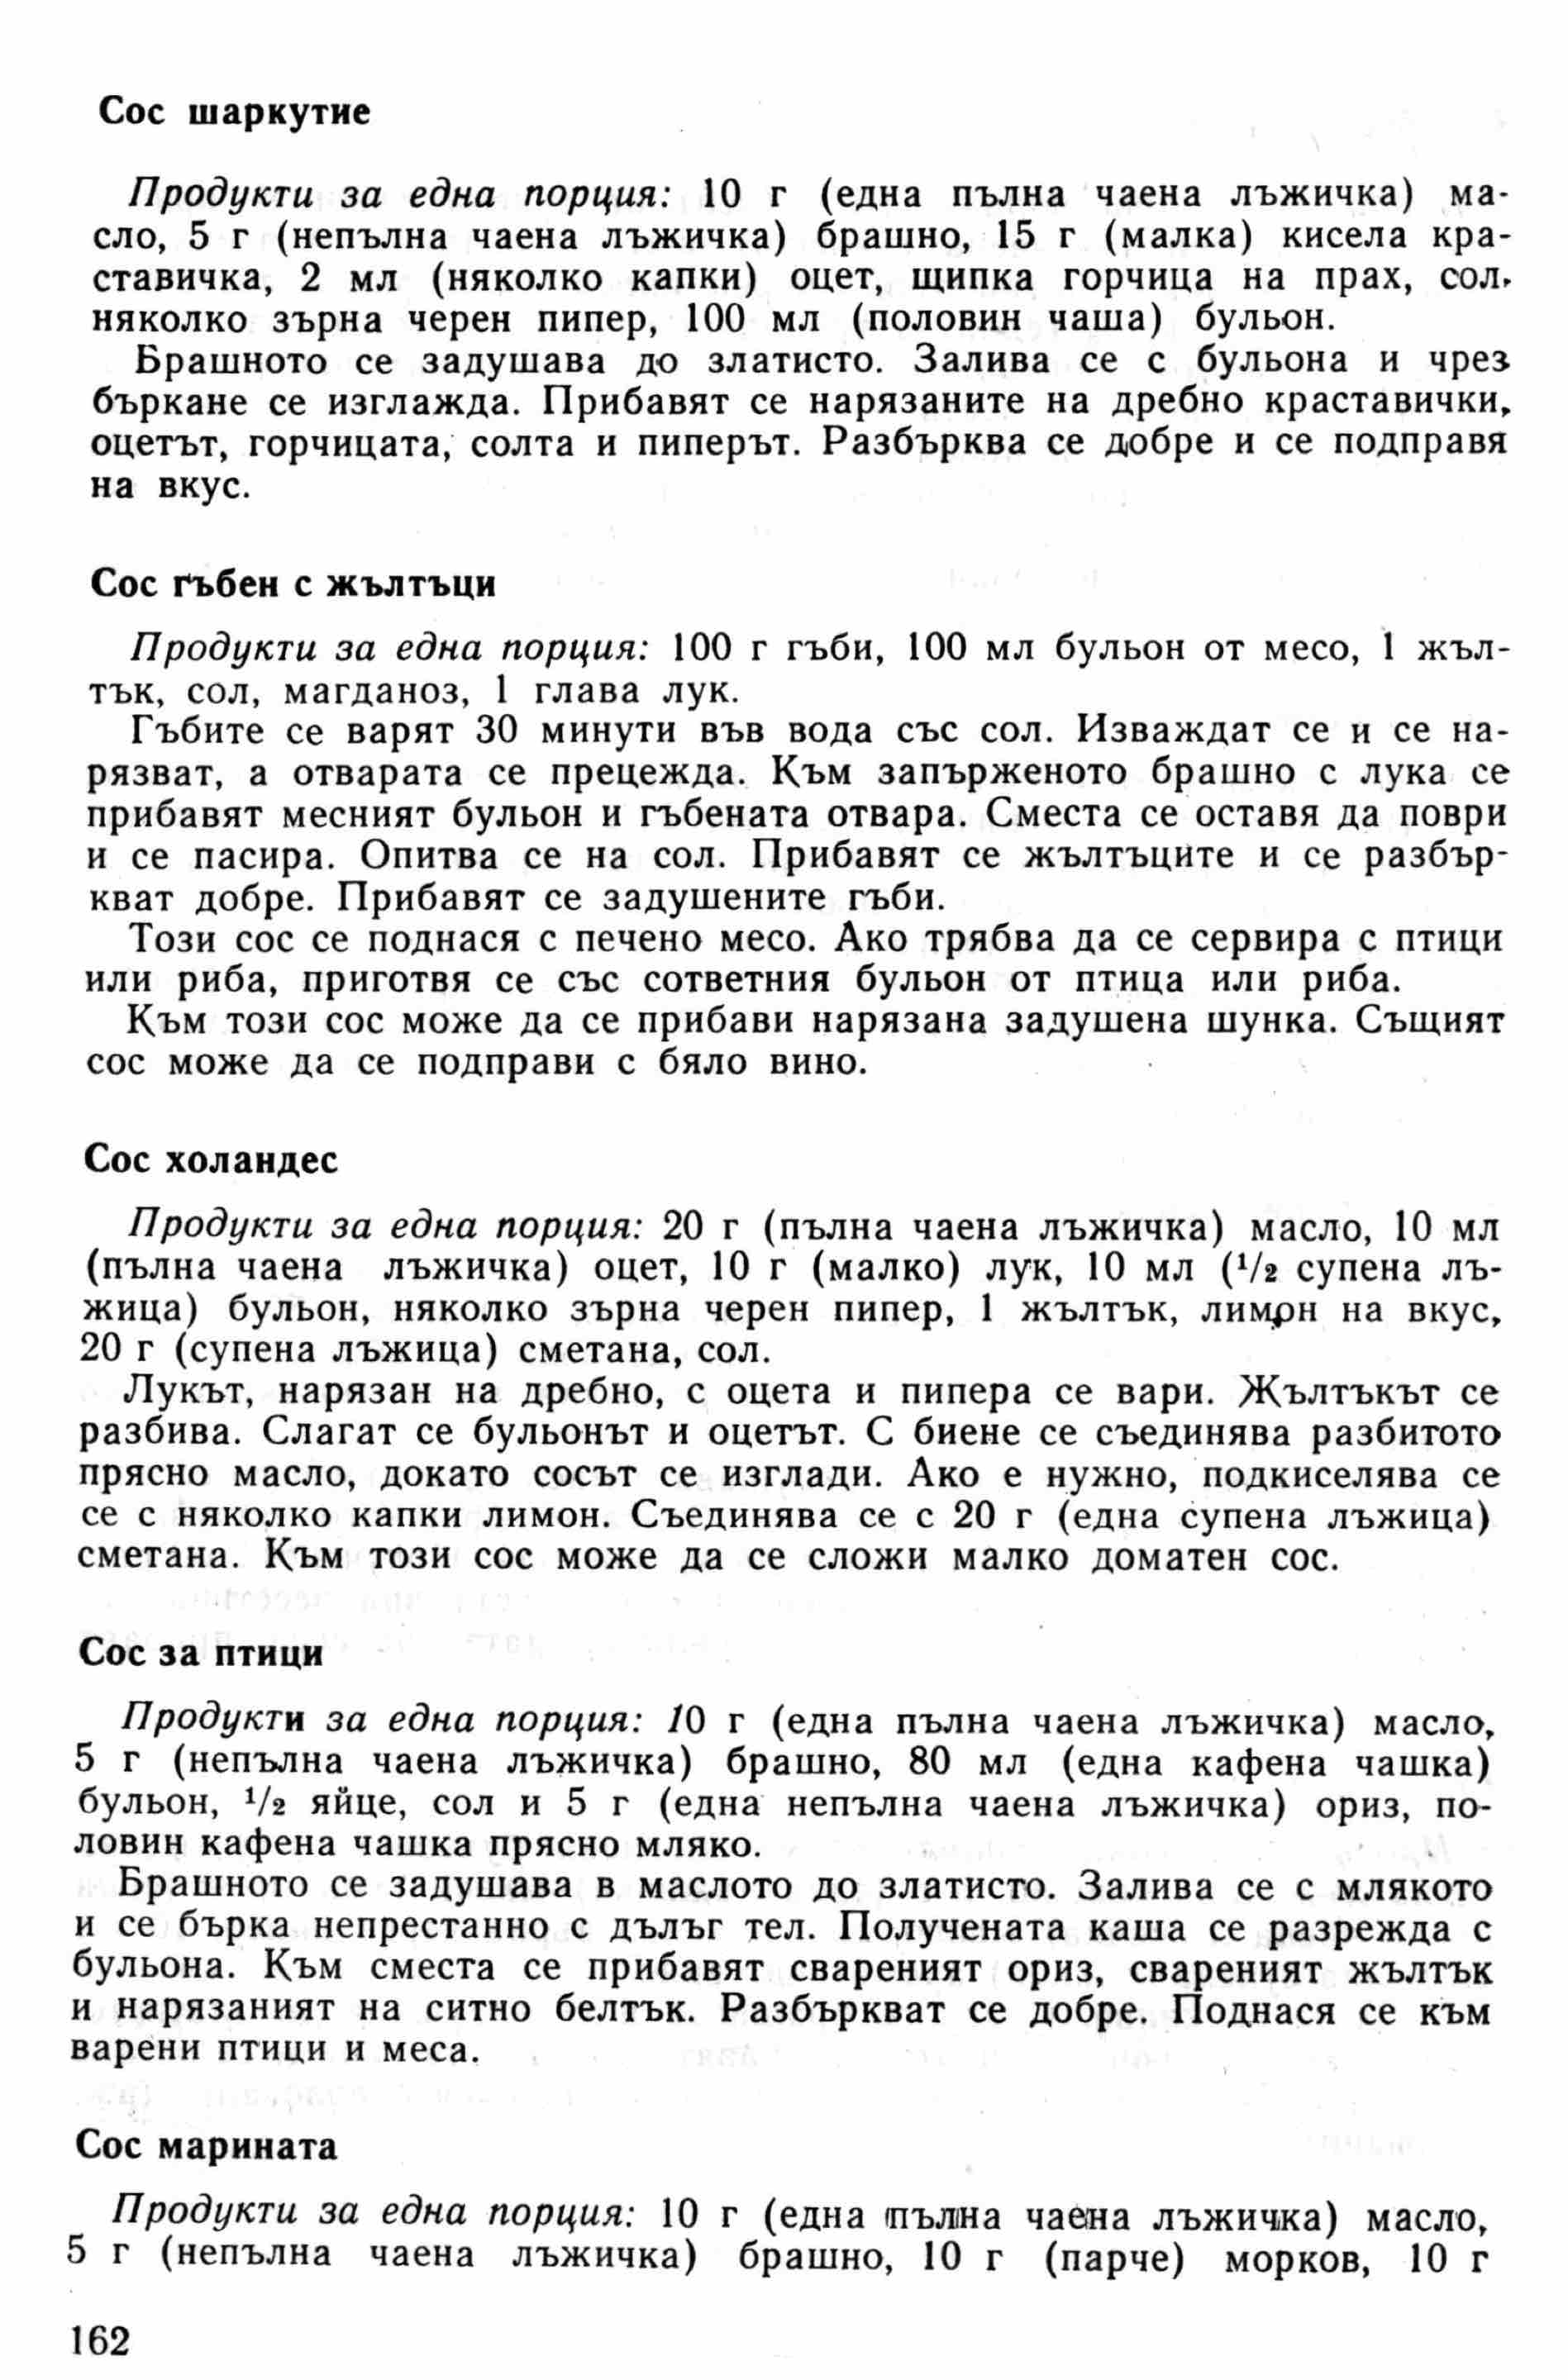 Сос шаркутие
Продукти за една порция: 10 г (една пълна чаена лъжичка) ма-
сло, 5 г (непълна чаена лъжичка) брашно, 15 г (малка) кисела кра-
ставичка, 2 мл (няколко капки) оцет, щипка горчица на прах, сол,
няколко зърна черен пипер, 100 мл (половин чаша) бульон.
Брашното се задушава до златисто. Залива се с бульона и чрез
бъркане се изглажда. Прибавят се нарязаните на дребно краставички,
оцетът, горчицата, солта и пиперът. Разбърква се добре и се подправя
на вкус.
Сос гъбен с жълтъци
Продукти за една порция: 100 г гъби, 100 мл бульон от месо, 1 жъл-
тък, сол, магданоз, 1 глава лук.
Гъбите се варят 30 минути във вода със сол. Изваждат се и се на-
рязват, а отварата се прецежда. Към запърженото брашно с лука се
прибавят месният бульон и гъбената отвара. Сместа се оставя да поври
и се пасира. Опитва се на сол. Прибавят се жълтъците и се разбър-
кват добре. Прибавят се задушените гъби.
Този сос се поднася с печено месо. Ако трябва да се сервира с птици
или риба, приготвя се със сответния бульон от птица или риба.
Към този сос може да се прибави нарязана задушена шунка. Същият
сос може да се подправи с бяло вино.
Сос холандес
Продукти за една порция: 20 г (пълна чаена лъжичка) масло, 10 мл
(пълна чаена лъжичка) оцет, 10 г (малко) лук, 10 мл (1/2 супена лъ-
жица) бульон, няколко зърна черен пипер, 1 жълтък, лимон на вкус,
20 г (супена лъжица) сметана, сол.
Лукът, нарязан на дребно, с оцета и пипера се вари. Жълтъкът се
разбива. Слагат се бульонът и оцетът. С биене се съединява разбитото
прясно масло, докато сосът се изглади. Ако е нужно, подкиселява се
се с няколко капки лимон. Съединява се с 20 г (една супена лъжица)
сметана. Към този сос може да се сложи малко доматен сос.
Сос за птици
Продукти за една порция: 10 г (една пълна чаена лъжичка) масло,
5 г (непълна чаена лъжичка) брашно, 80 мл (една кафена чашка)
бульон, 1/2 яйце, сол и 5 г (една непълна чаена лъжичка) ориз, по-
ловин кафена чашка прясно мляко.
Брашното се задушава в маслото до златисто. Залива се с млякото
и се бърка непрестанно с дълъг тел. Получената каша се разрежда с
бульона. Към сместа се прибавят свареният ориз, свареният жълтък
и нарязаният на ситно белтък. Разбъркват се добре. Поднася се към
варени птици и меса.
Сос марината
Продукти за една порция: 10 г (една пълна чаена лъжичка) масло,
5 г (непълна чаена лъжичка) брашно, 10 г (парче) морков, 10 г
162